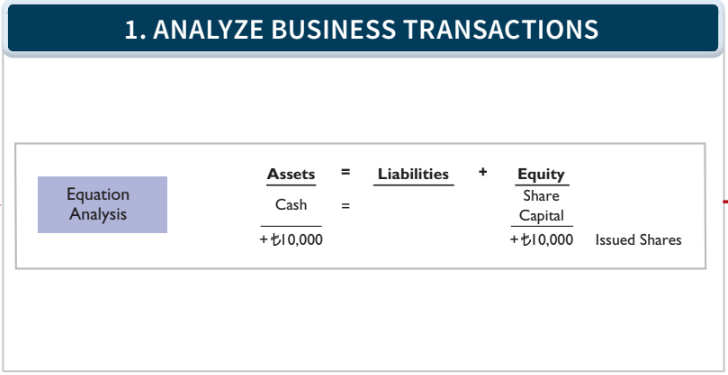 1. ANALYZE BUSINESS TRANSACTIONS
Equation
Analysis
Assets = Liabilities + Equity
Cash = Share
Capital
+₺10,000 +₺10,000 Issued Shares